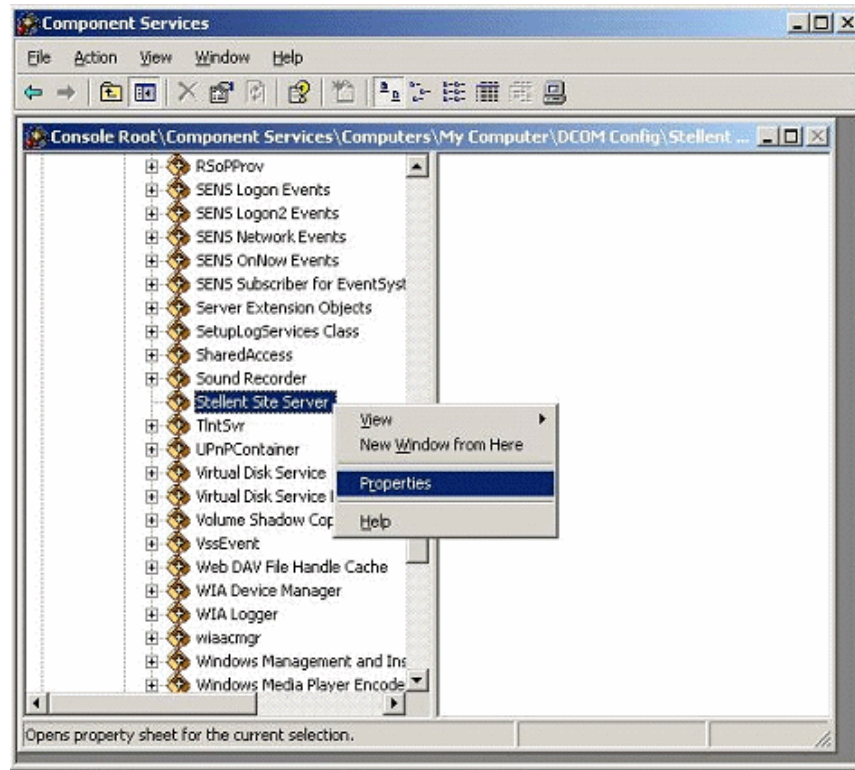 Component Services
File Action View Window Help
Console Root\Component Services\Computers\My Computer\DCOM Config\Stellent ...
RSoPProv
SENS Logon Events
SENS Logon2 Events
SENS Network Events
SENS OnNow Events
SENS Subscriber for EventSyst
Server Extension Objects
SetupLogServices Class
SharedAccess
Sound Recorder
Stellent Site Server
TlntSvr
UPnPContainer
Virtual Disk Service
Virtual Disk Service
Volume Shadow Cop
VssEvent
Web DAV File Handle Cache
WIA Device Manager
WIA Logger
wiaacmgr
Windows Management and Ins
Windows Media Player Encode
View
New Window from Here
Properties
Help
Opens property sheet for the current selection.